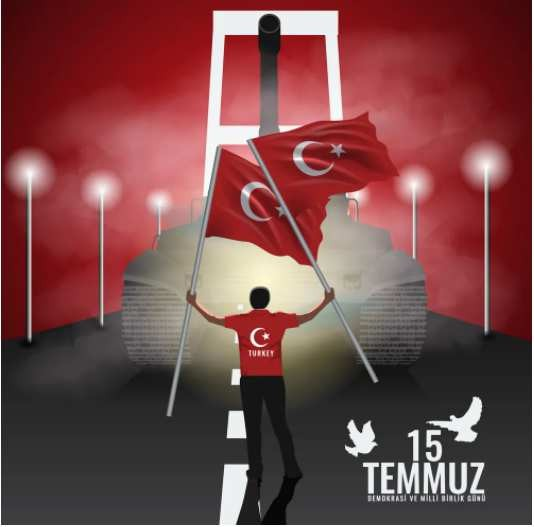 TURKEY
15
TEMMUZ
DEMOKRASİ VE MİLLİ BİRLİK GÜNÜ